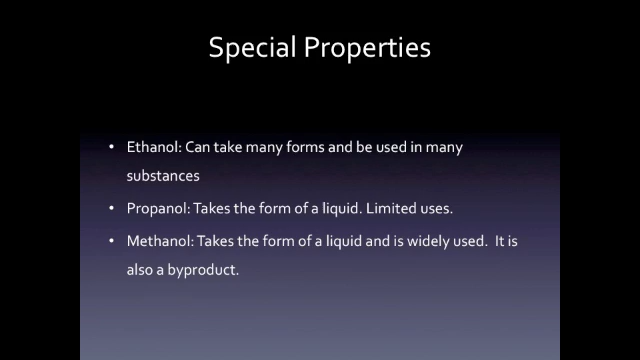 Special Properties
• Ethanol: Can take many forms and be used in many
substances
• Propanol: Takes the form of a liquid. Limited uses.
• Methanol: Takes the form of a liquid and is widely used.  It is
also a byproduct.